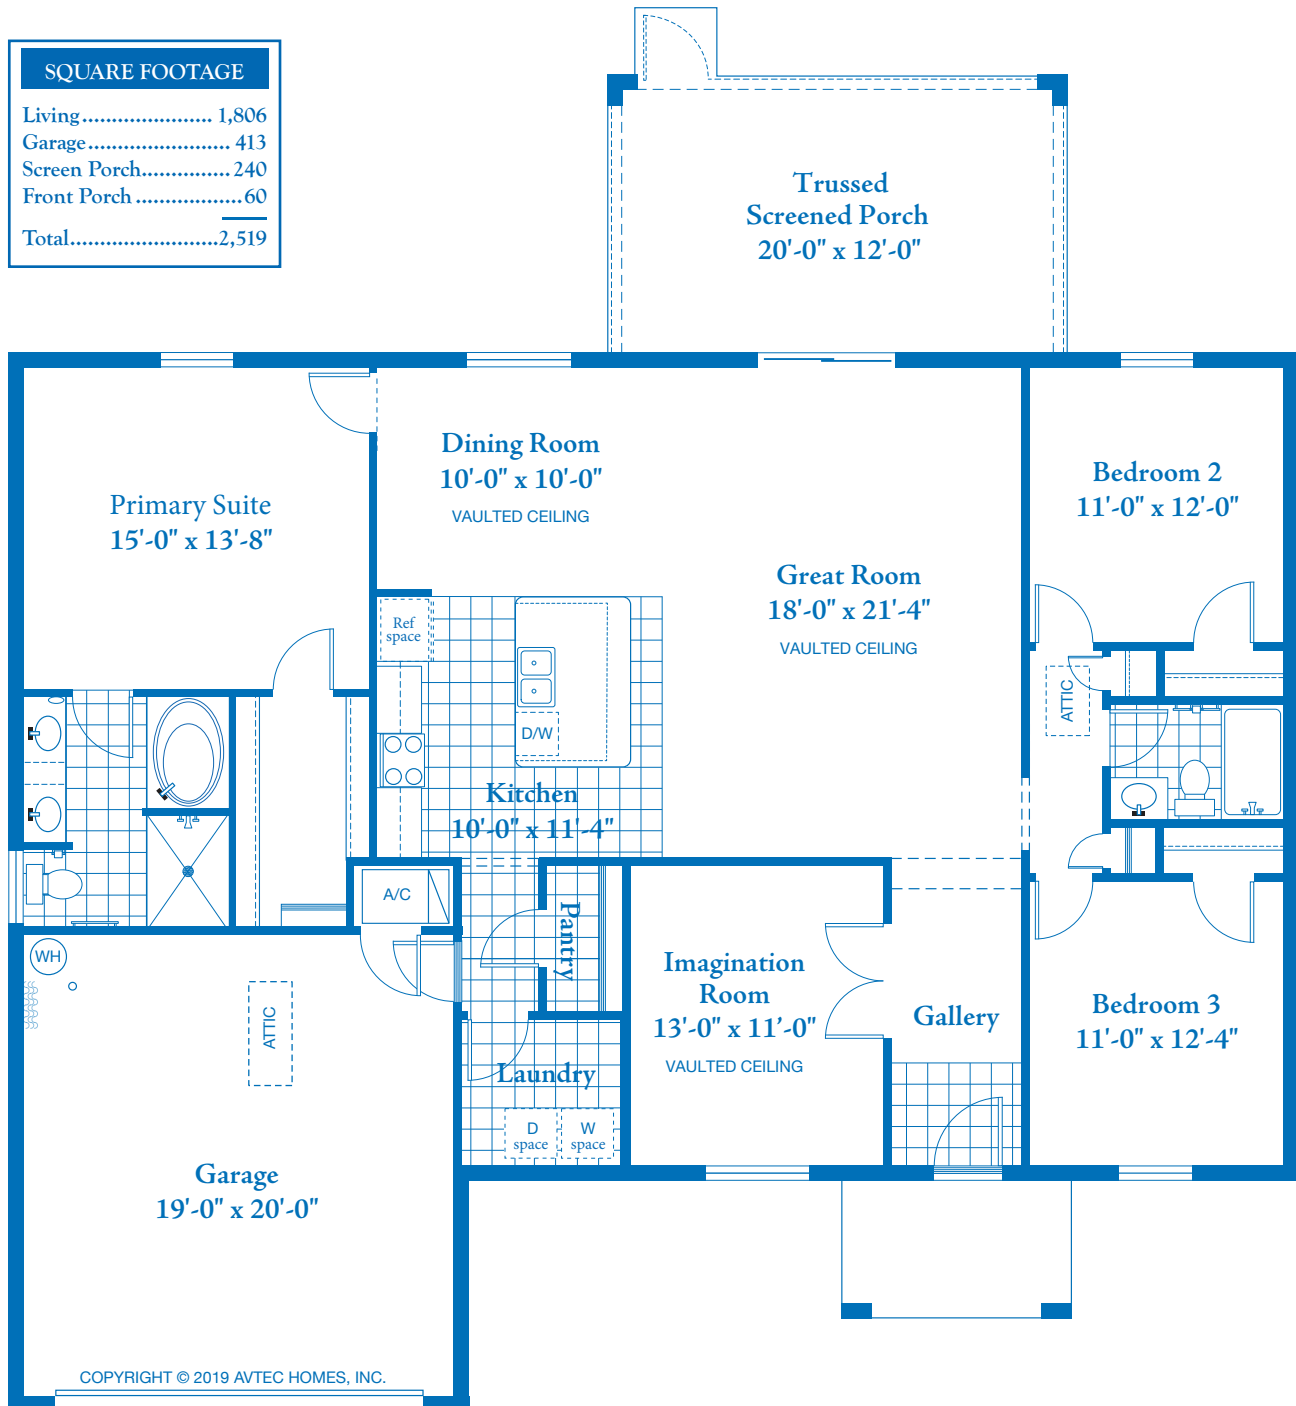 SQUARE FOOTAGE
Living...................... 1,806
Garage........................ 413
Screen Porch............... 240
Front Porch ..................60
Total.........................2,519
Trussed
Screened Porch
20'-0" x 12'-0"
Dining Room
10'-0" x 10'-0"
VAULTED CEILING
Primary Suite
15'-0" x 13'-8"
Bedroom 2
11'-0" x 12'-0"
Great Room
18'-0" x 21'-4"
VAULTED CEILING
Ref
space
D/W
ATTIC
Kitchen
10'-0" x 11'-4"
A/C
Pantry
WH
ATTIC
Imagination
Room
13'-0" x 11'-0"
VAULTED CEILING
Gallery
Bedroom 3
11'-0" x 12'-4"
Laundry
D
space
W
space
Garage
19'-0" x 20'-0"
COPYRIGHT © 2019 AVTEC HOMES, INC.